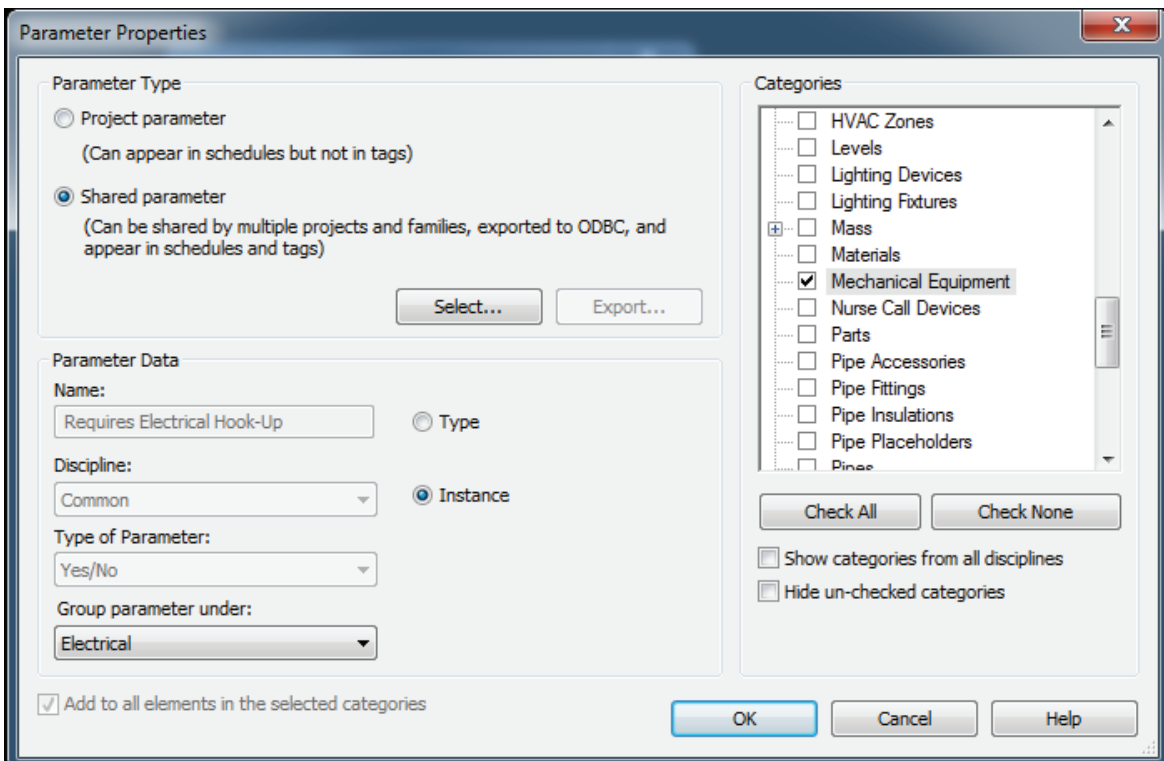 Parameter Properties
Parameter Type
Project parameter
(Can appear in schedules but not in tags)
Shared parameter
(Can be shared by multiple projects and families, exported to ODBC, and
appear in schedules and tags)
Select...
Export...
Parameter Data
Name:
Requires Electrical Hook-Up
Type
Discipline:
Common
Instance
Type of Parameter:
Yes/No
Group parameter under:
Electrical
Add to all elements in the selected categories
Categories
HVAC Zones
Levels
Lighting Devices
Lighting Fixtures
Mass
Materials
Mechanical Equipment
Nurse Call Devices
Parts
Pipe Accessories
Pipe Fittings
Pipe Insulations
Pipe Placeholders
Pipes
Check All
Check None
Show categories from all disciplines
Hide un-checked categories
OK
Cancel
Help